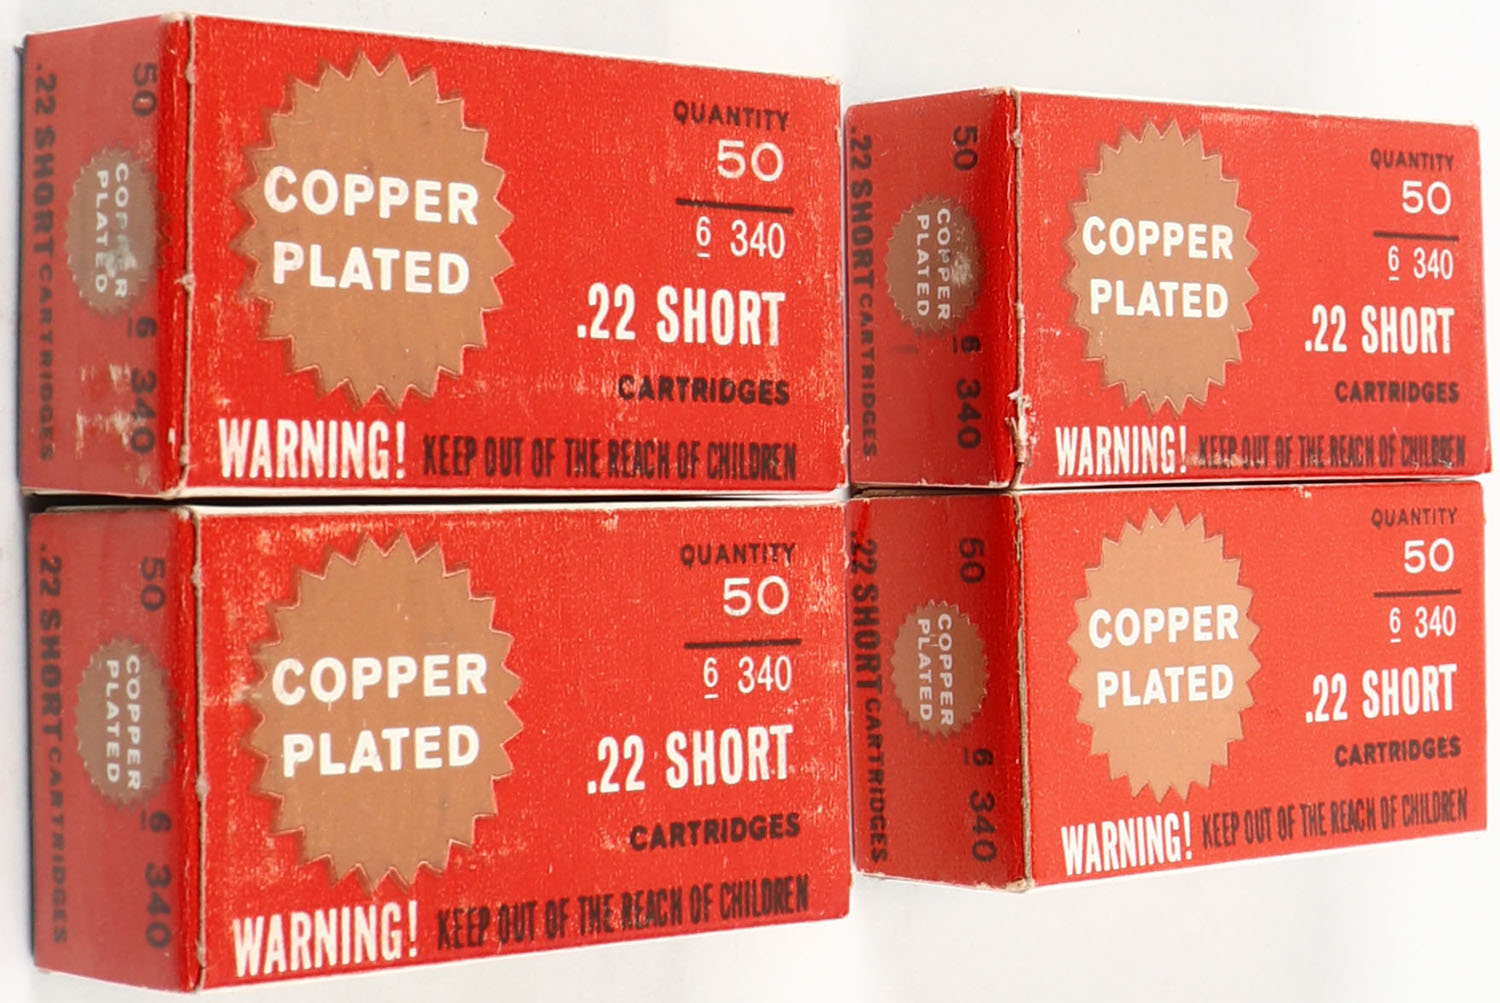 .22 SHORT CARTRIDGES
50
COPPER
PLATED
6 340
COPPER
PLATED
QUANTITY
50
6 340
.22 SHORT
CARTRIDGES
WARNING! KEEP OUT OF THE REACH OF CHILDREN
.22 SHORT CARTRIDGES
50
COPPER
PLATED
6 340
COPPER
PLATED
QUANTITY
50
6 340
.22 SHORT
CARTRIDGES
WARNING! KEEP OUT OF THE REACH OF CHILDREN
.22 SHORT CARTRIDGES
50
COPPER
PLATED
6 340
COPPER
PLATED
QUANTITY
50
6 340
.22 SHORT
CARTRIDGES
WARNING! KEEP OUT OF THE REACH OF CHILDREN
.22 SHORT CARTRIDGES
50
COPPER
PLATED
6 340
COPPER
PLATED
QUANTITY
50
6 340
.22 SHORT
CARTRIDGES
WARNING! KEEP OUT OF THE REACH OF CHILDREN